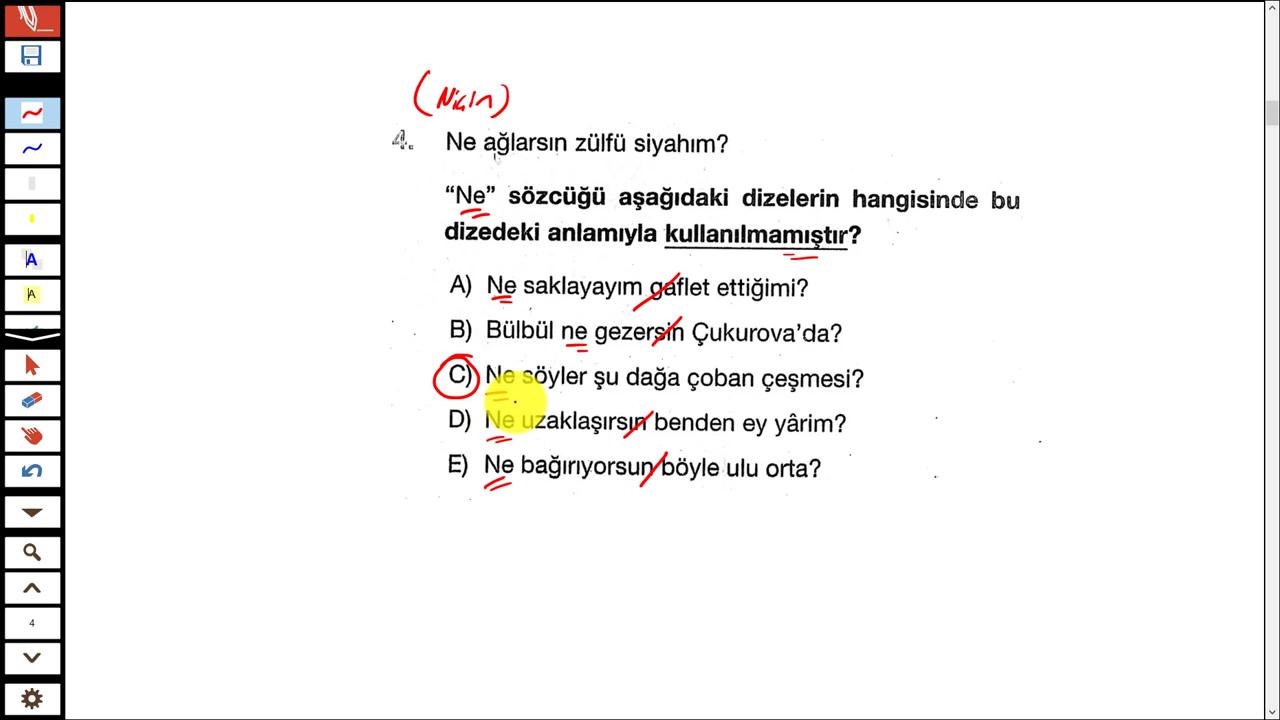 (Niçin)
4. Ne ağlarsın zülfü siyahım?
“Ne” sözcüğü aşağıdaki dizelerin hangisinde bu
dizedeki anlamıyla kullanılmamıştır?
A) Ne saklayayım gaflet ettiğimi?
B) Bülbül ne gezersin Çukurova’da?
C) Ne söyler şu dağa çoban çeşmesi?
D) Ne uzaklaşırsın benden ey yârim?
E) Ne bağırıyorsun böyle ulu orta?
A
A
4